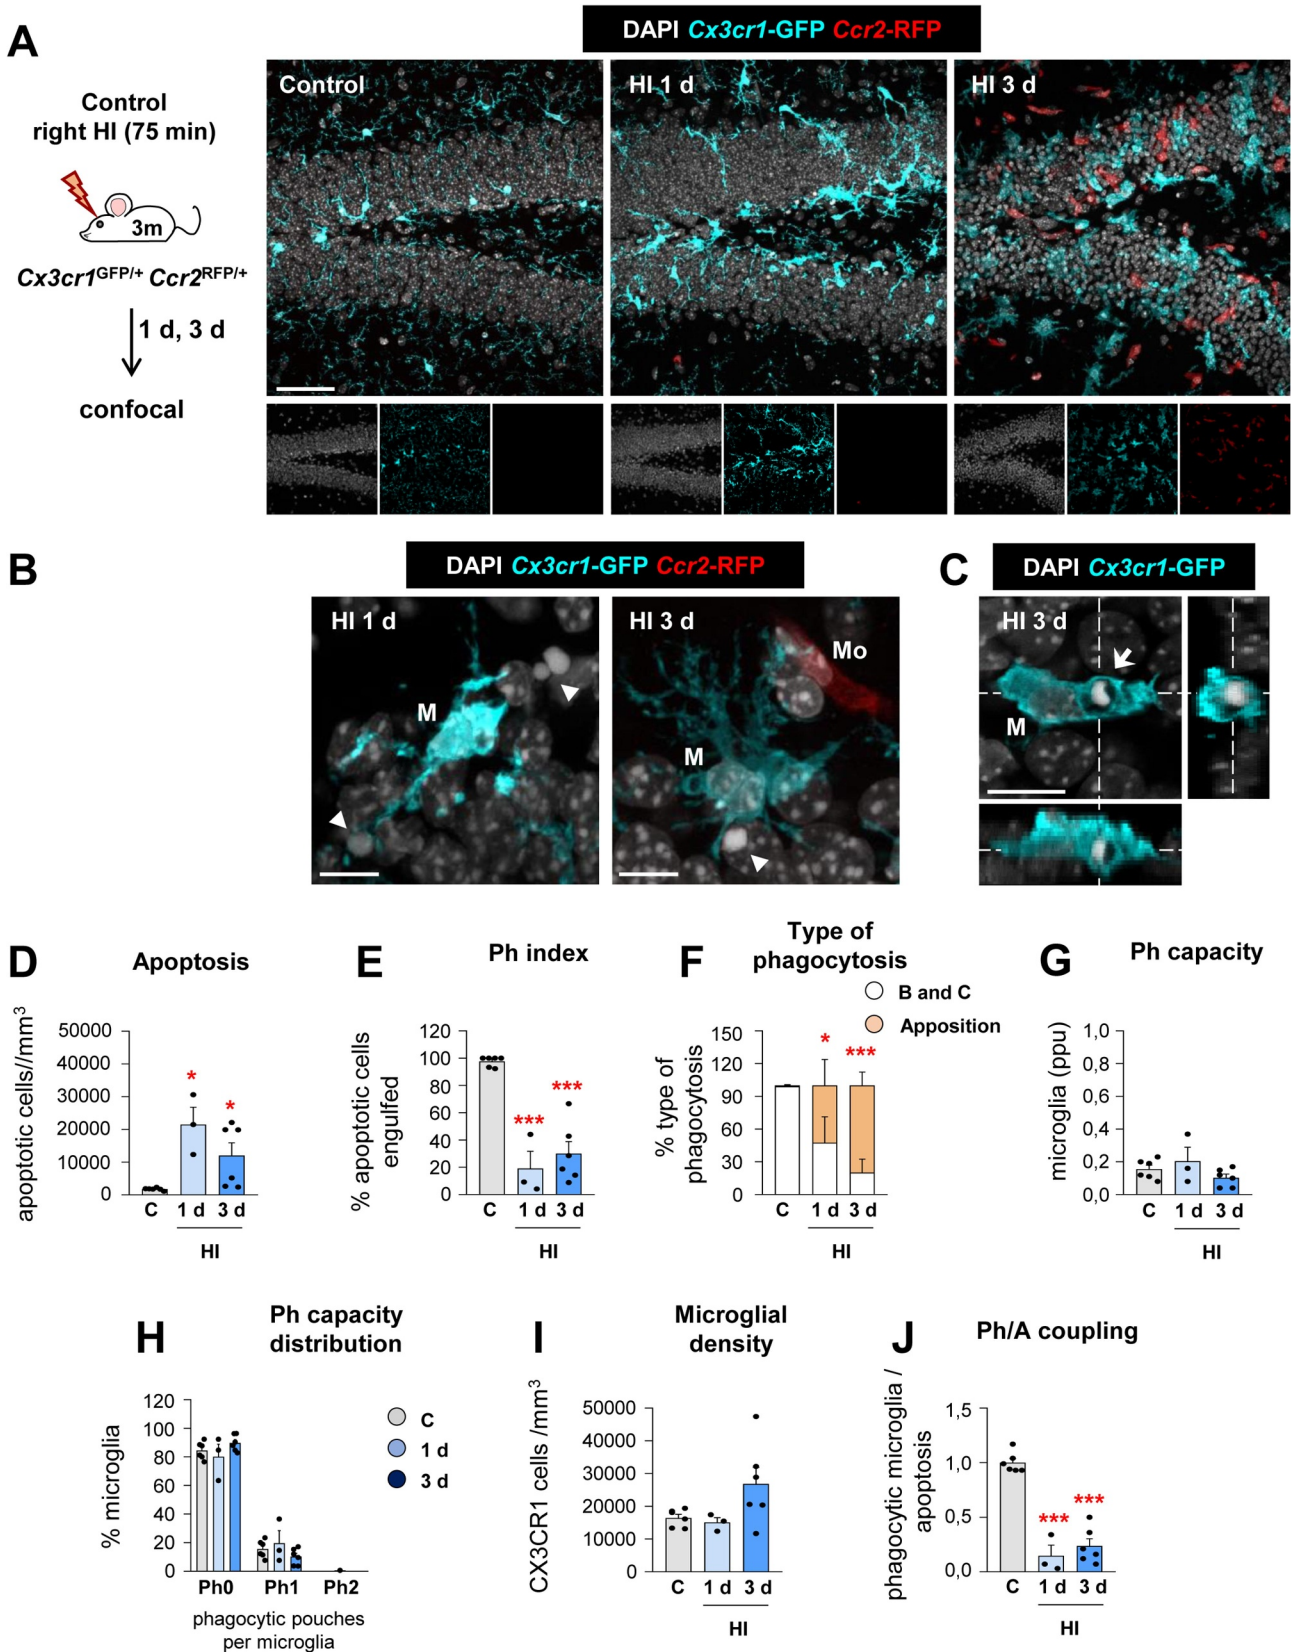 A
DAPI Cx3cr1-GFP Ccr2-RFP
Control
right HI (75 min)
3m
Cx3cr1GFP/+ Ccr2RFP/+
1 d, 3 d
confocal
Control
HI 1 d
HI 3 d
B
DAPI Cx3cr1-GFP Ccr2-RFP
HI 1 d
M
HI 3 d
Mo
M
C
DAPI Cx3cr1-GFP
HI 3 d
M
D
Apoptosis
apoptotic cells//mm3
50000
40000
30000
20000
10000
0
*
*
C
1 d
3 d
HI
E
Ph index
% apoptotic cells
engulfed
120
100
80
60
40
20
0
***
***
C
1 d
3 d
HI
F
Type of
phagocytosis
B and C
Apposition
% type of
phagocytosis
150
120
90
60
30
0
*
***
C
1 d
3 d
HI
G
Ph capacity
microglia (ppu)
1,0
0,8
0,6
0,4
0,2
0,0
C
1 d
3 d
HI
H
Ph capacity
distribution
% microglia
120
100
80
60
40
20
0
C
1 d
3 d
Ph0
Ph1
Ph2
phagocytic pouches
per microglia
I
Microglial
density
CX3CR1 cells /mm3
50000
40000
30000
20000
10000
0
C
1 d
3 d
HI
J
Ph/A coupling
phagocytic microglia /
apoptosis
1,5
1,0
0,5
0,0
***
***
C
1 d
3 d
HI